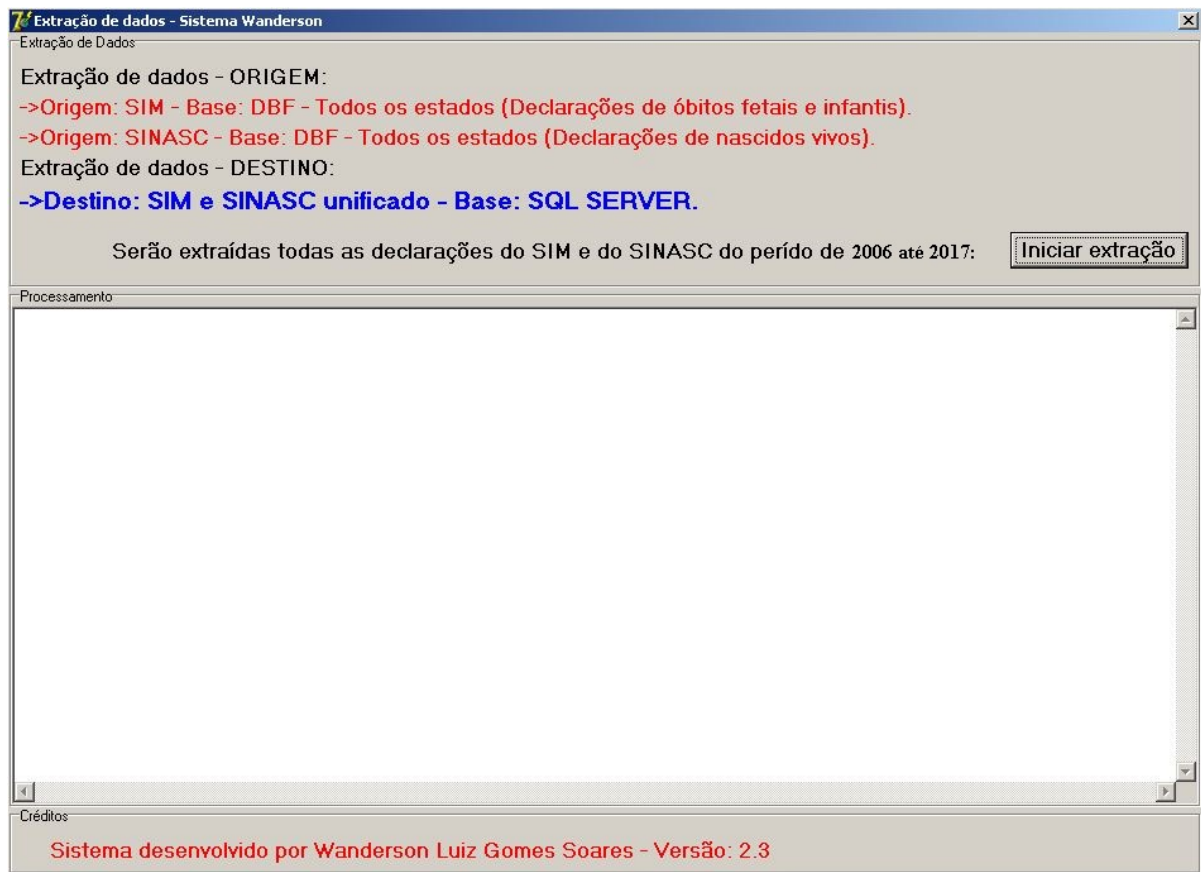 Extração de dados - Sistema Wanderson
Extração de Dados
Extração de dados - ORIGEM:
->Origem: SIM - Base: DBF - Todos os estados (Declarações de óbitos fetais e infantis).
->Origem: SINASC - Base: DBF - Todos os estados (Declarações de nascidos vivos).
Extração de dados - DESTINO:
->Destino: SIM e SINASC unificado - Base: SQL SERVER.
Serão extraídas todas as declarações do SIM e do SINASC do perído de 2006 até 2017: Iniciar extração
Processamento
Créditos
Sistema desenvolvido por Wanderson Luiz Gomes Soares - Versão: 2.3